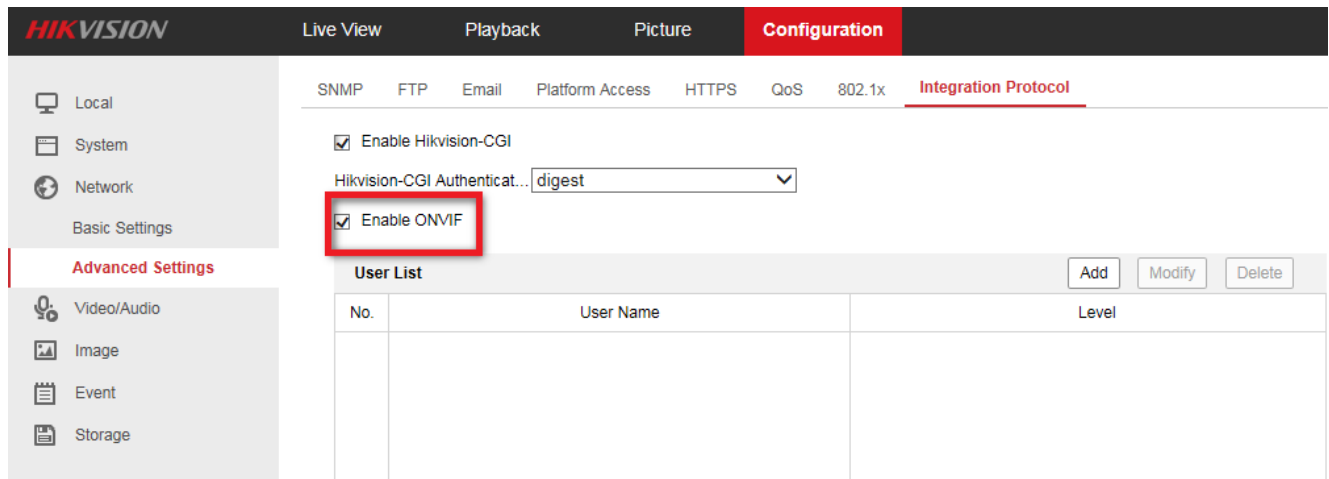 HIKVISION
Live View Playback Picture Configuration
SNMP FTP Email Platform Access HTTPS QoS 802.1x Integration Protocol
Local
System
Network
Basic Settings
Advanced Settings
Video/Audio
Image
Event
Storage
Enable Hikvision-CGI
Hikvision-CGI Authenticat... digest
Enable ONVIF
User List Add Modify Delete
No. User Name Level